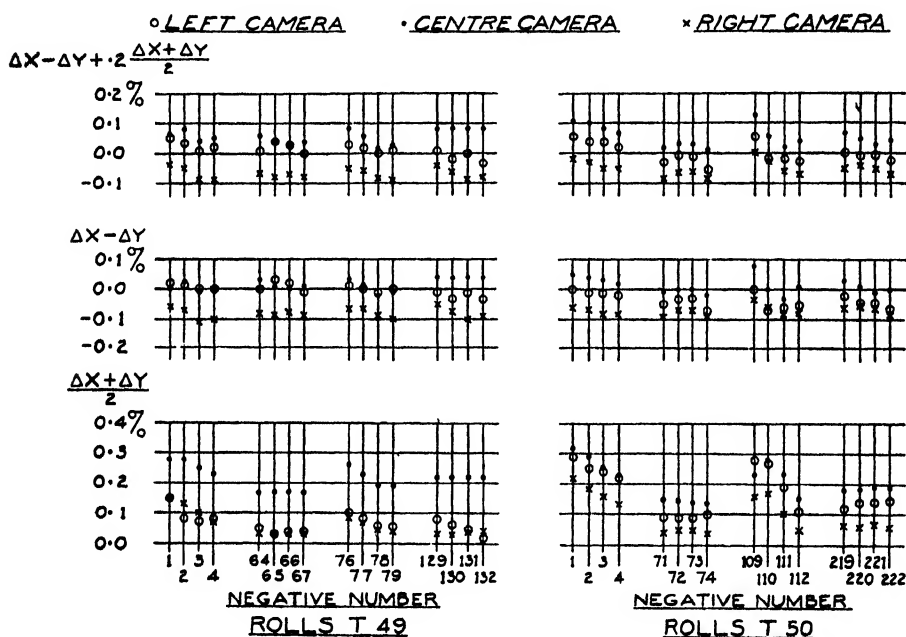 ○ LEFT CAMERA · CENTRE CAMERA × RIGHT CAMERA
ΔX-ΔY+·2 ΔX+ΔY/2
0·2%
0·1
0·0
-0·1
ΔX-ΔY
0·1%
0·0
-0·1
-0·2
ΔX+ΔY/2
0·4%
0·3
0·2
0·1
0·0
1 3 64 66 76 78 129 131 1 3 71 73 109 111 219 221
2 4 65 67 77 79 130 132 2 4 72 74 110 112 220 222
NEGATIVE NUMBER NEGATIVE NUMBER
ROLLS T 49 ROLLS T 50